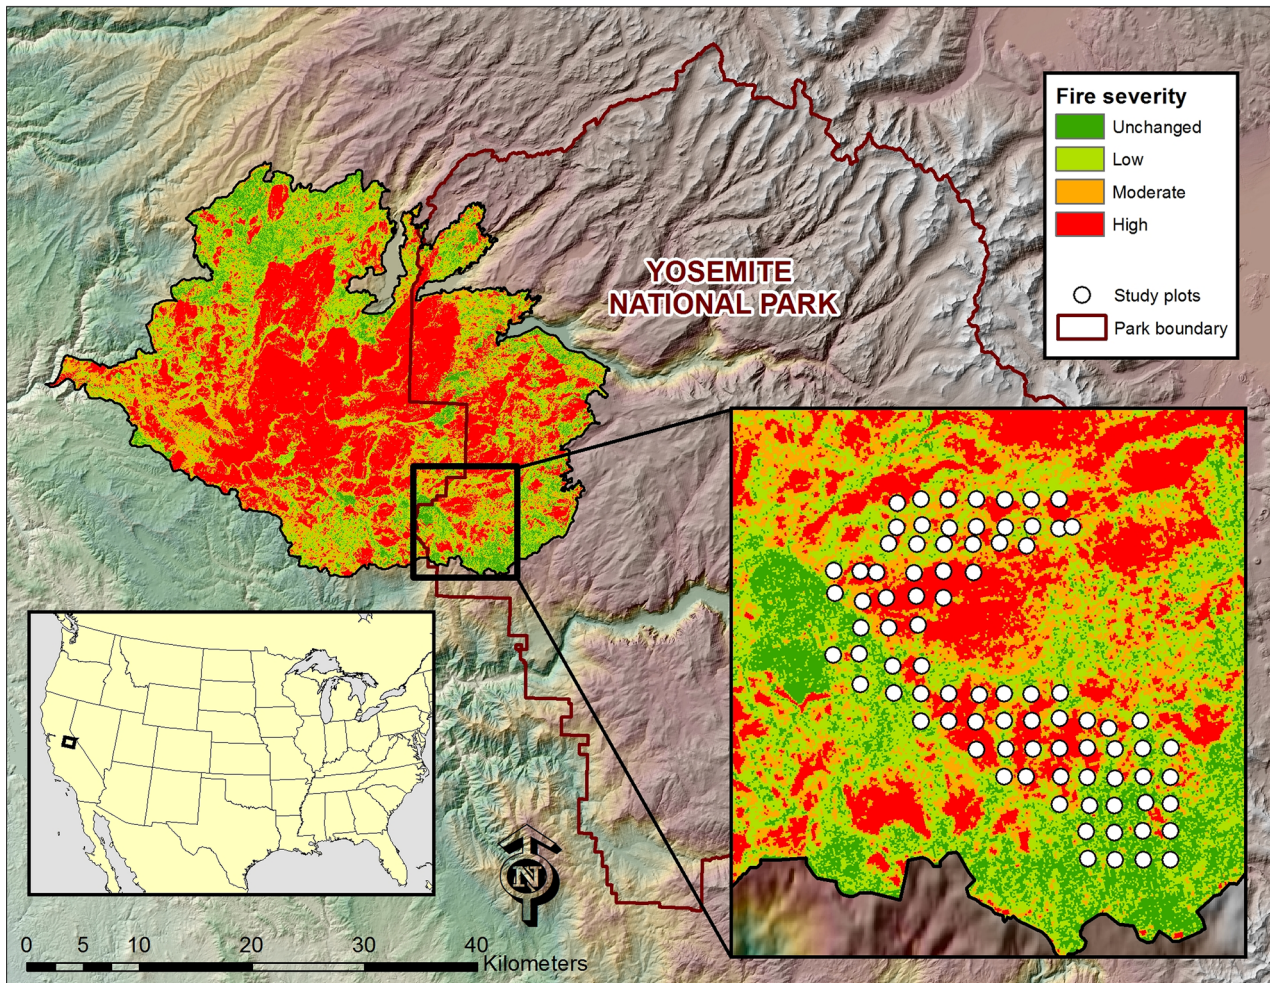 Fire severity
Unchanged
Low
Moderate
High
Study plots
Park boundary
YOSEMITE
NATIONAL PARK
N
0 5 10 20 30 40
Kilometers